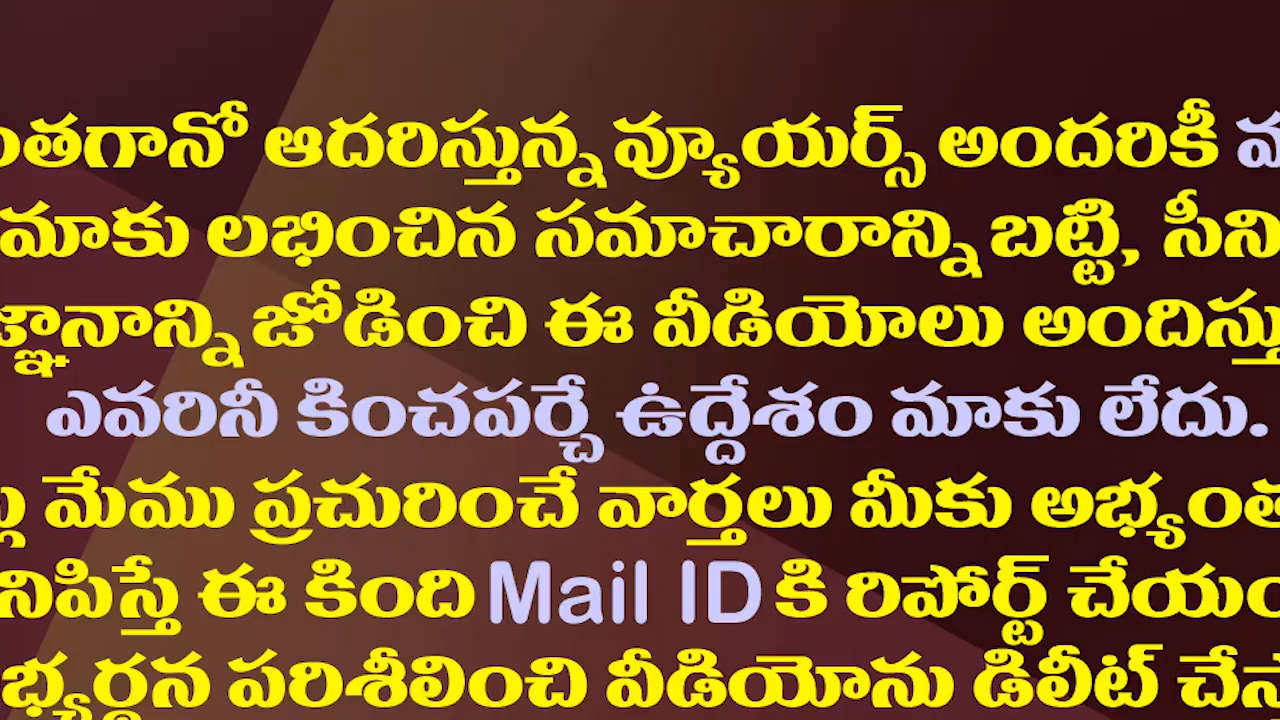 ఆదరిస్తున్న వ్యూయర్స్ అందరికీ
మాకు లభించిన సమాచారాన్ని బట్టి,
జోడించి ఈ వీడియోలు
ఎవరినీ కించపర్చే ఉద్దేశం మాకు లేదు.
మేము ప్రచురించే వార్తలు మీకు
ఈ కింది Mail ID కి రిపోర్ట్
పరిశీలించి వీడియోను డిలీట్